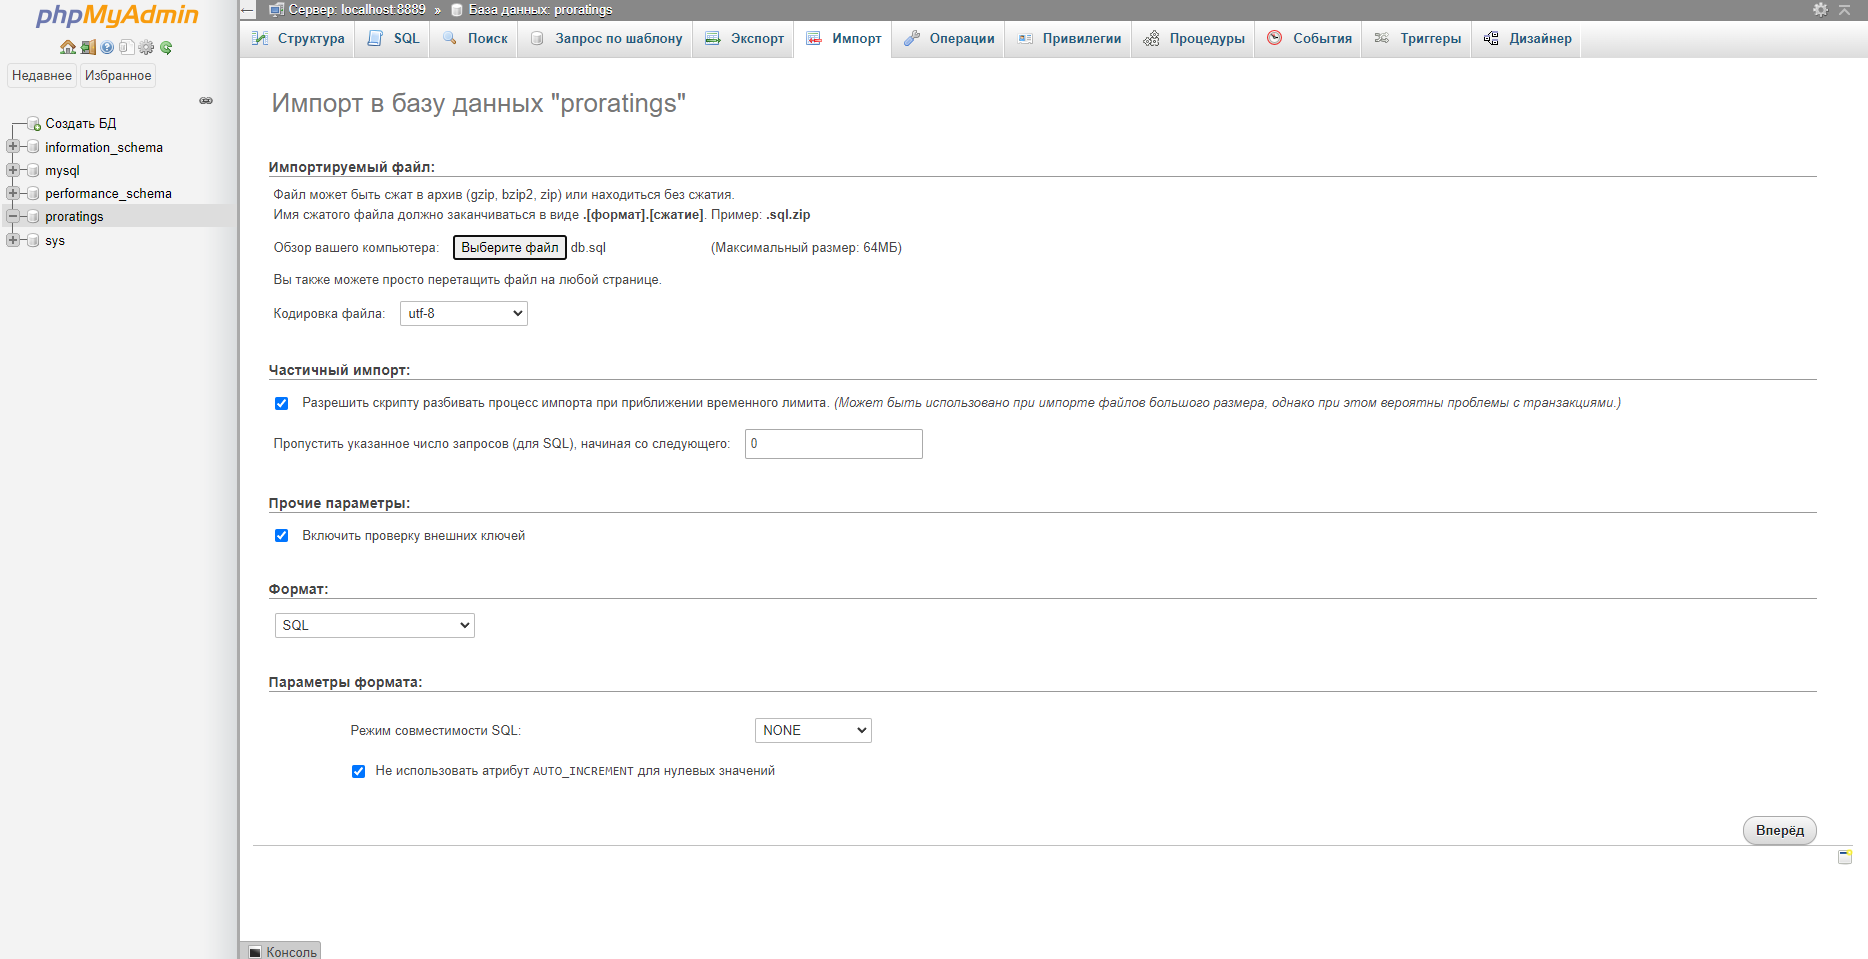 phpMyAdmin
Недавнее Избранное
Создать БД
information_schema
mysql
performance_schema
proratings
sys
Сервер: localhost:8889 » База данных: proratings
Структура SQL Поиск Запрос по шаблону Экспорт Импорт Операции Привилегии Процедуры События Триггеры Дизайнер
Импорт в базу данных "proratings"
Импортируемый файл:
Файл может быть сжат в архив (gzip, bzip2, zip) или находиться без сжатия.
Имя сжатого файла должно заканчиваться в виде .[формат].[сжатие]. Пример: .sql.zip
Обзор вашего компьютера: Выберите файл db.sql (Максимальный размер: 64МБ)
Вы также можете просто перетащить файл на любой странице.
Кодировка файла: utf-8
Частичный импорт:
Разрешить скрипту разбивать процесс импорта при приближении временного лимита. (Может быть использовано при импорте файлов большого размера, однако при этом вероятны проблемы с транзакциями.)
Пропустить указанное число запросов (для SQL), начиная со следующего: 0
Прочие параметры:
Включить проверку внешних ключей
Формат:
SQL
Параметры формата:
Режим совместимости SQL: NONE
Не использовать атрибут AUTO_INCREMENT для нулевых значений
Вперёд
Консоль